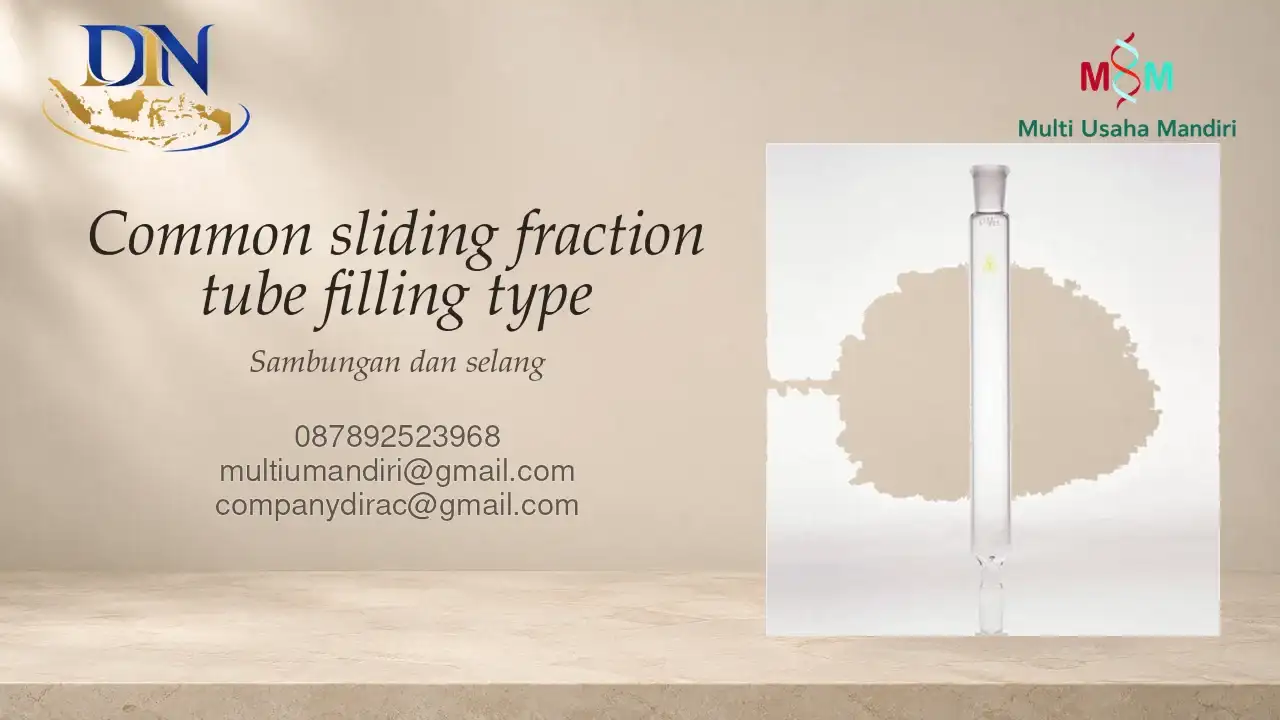 DIN
M M
Multi Usaha Mandiri
Common sliding fraction
tube filling type
Sambungan dan selang
087892523968
multiumandiri@gmail.com
companydirac@gmail.com